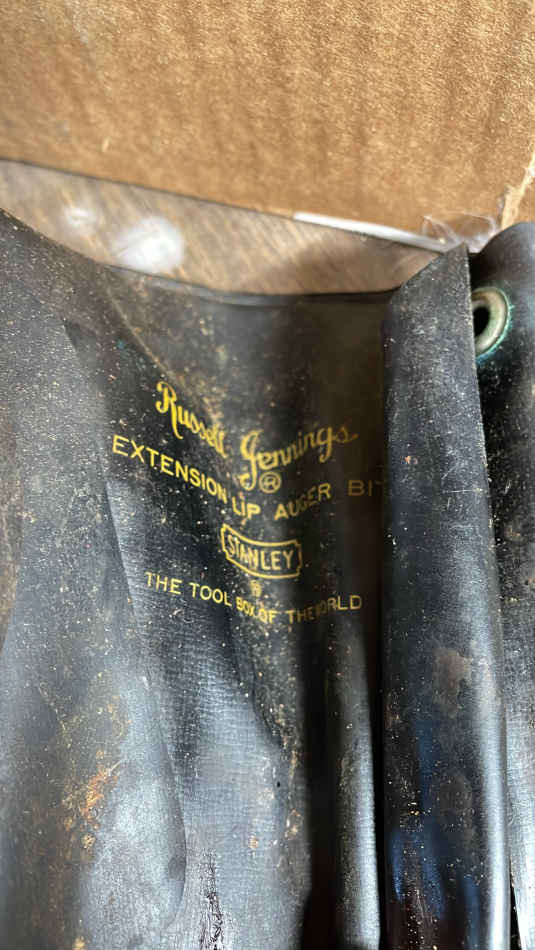 Russell Jennings
®
EXTENSION LIP AUGER BIT
STANLEY
®
THE TOOL BOX OF THE WORLD